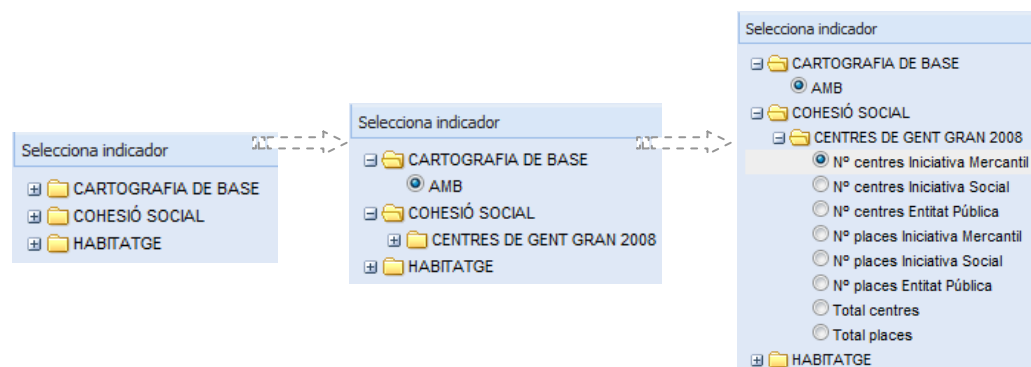 Selecciona indicador
CARTOGRAFIA DE BASE
COHESIÓ SOCIAL
HABITATGE
Selecciona indicador
CARTOGRAFIA DE BASE
AMB
COHESIÓ SOCIAL
CENTRES DE GENT GRAN 2008
HABITATGE
Selecciona indicador
CARTOGRAFIA DE BASE
AMB
COHESIÓ SOCIAL
CENTRES DE GENT GRAN 2008
Nº centres Iniciativa Mercantil
Nº centres Iniciativa Social
Nº centres Entitat Pública
Nº places Iniciativa Mercantil
Nº places Iniciativa Social
Nº places Entitat Pública
Total centres
Total places
HABITATGE